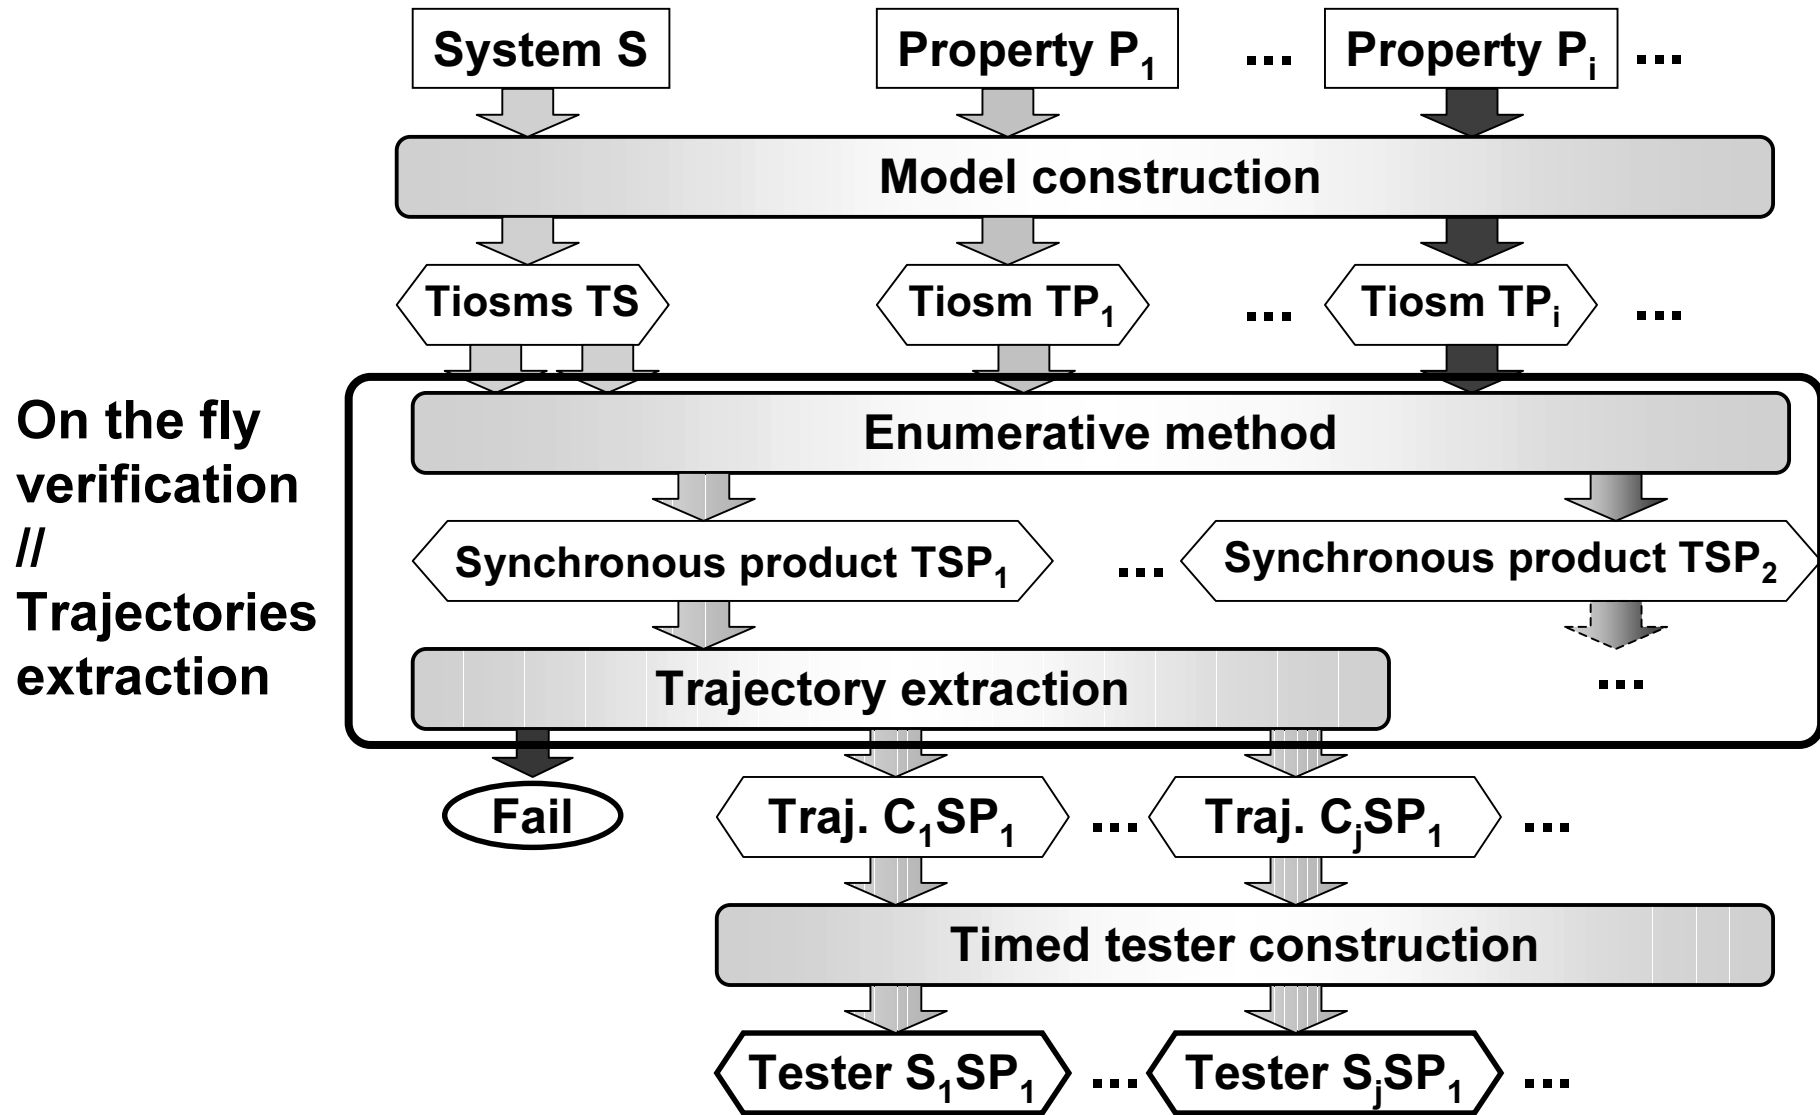 System S
Property P₁
...
Property Pᵢ
...
Model construction
Tiosms TS
Tiosm TP₁
...
Tiosm TPᵢ
...
On the fly
verification
//
Trajectories
extraction
Enumerative method
Synchronous product TSP₁
...
Synchronous product TSP₂
Trajectory extraction
...
Fail
Traj. C₁SP₁
...
Traj. CⱼSP₁
...
Timed tester construction
Tester S₁SP₁
...
Tester SⱼSP₁
...